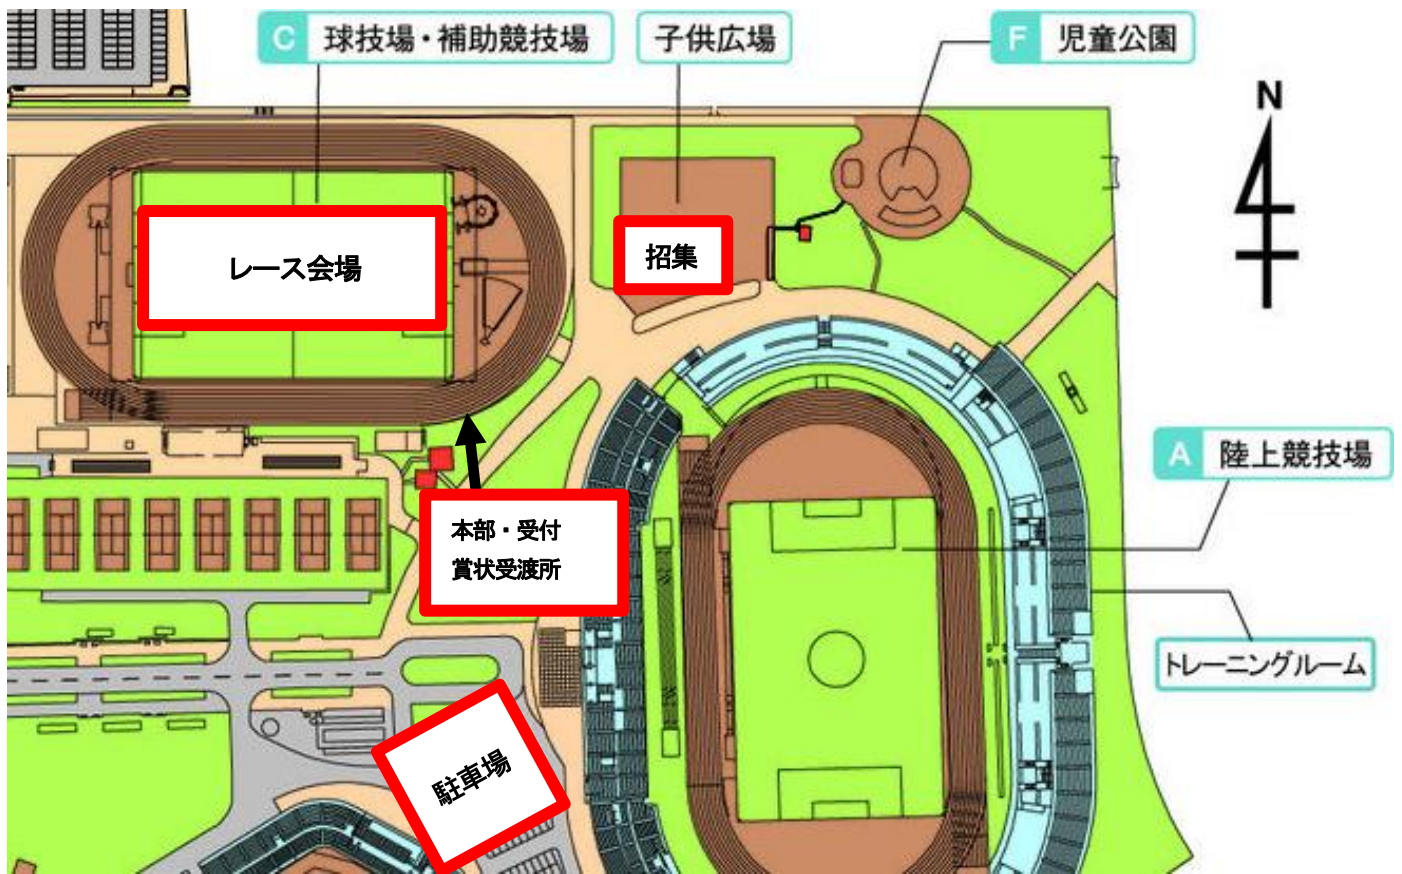 C 球技場・補助競技場
子供広場
F 児童公園
N
レース会場
招集
A 陸上競技場
本部・受付
賞状受渡所
トレーニングルーム
駐車場